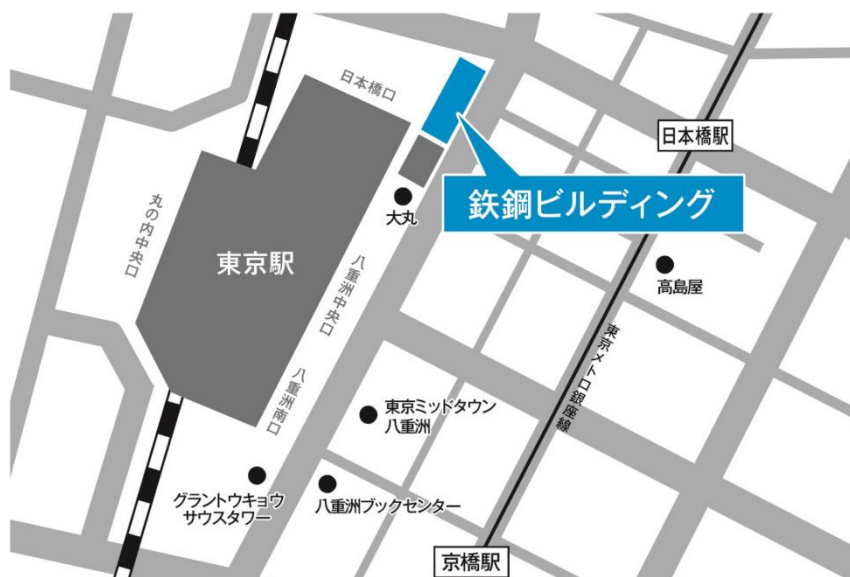 日本橋口
日本橋駅
鉄鋼ビルディング
大丸
丸の内中央口
東京駅
八重洲中央口
高島屋
東京メトロ銀座線
八重洲南口
東京ミッドタウン
八重洲
グラントウキョウ
サウスタワー
八重洲ブックセンター
京橋駅